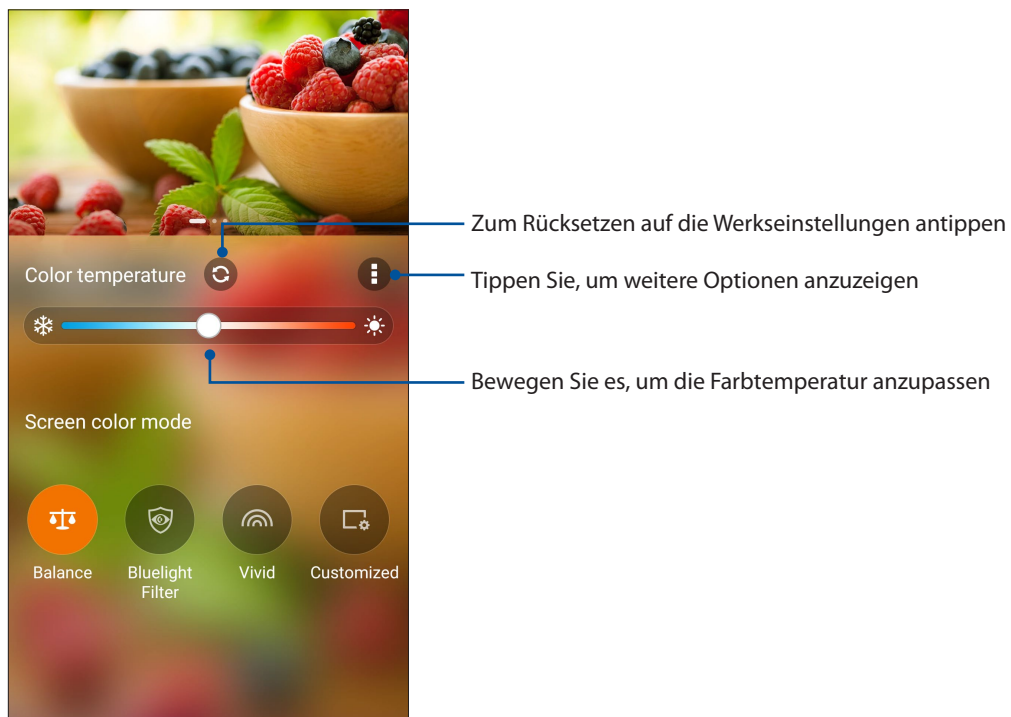 Zum Rücksetzen auf die Werkseinstellungen antippen
Color temperature
Tippen Sie, um weitere Optionen anzuzeigen
Bewegen Sie es, um die Farbtemperatur anzupassen
Screen color mode
Balance
Bluelight
Filter
Vivid
Customized